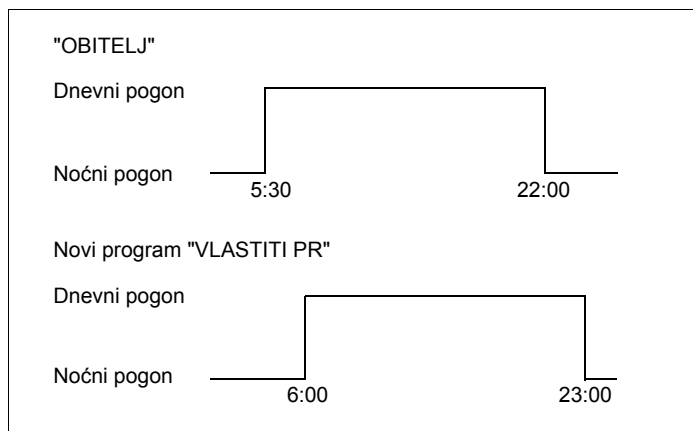 "OBITELJ"
Dnevni pogon
Noćni pogon
5:30 22:00
Novi program "VLASTITI PR"
Dnevni pogon
Noćni pogon
6:00 23:00